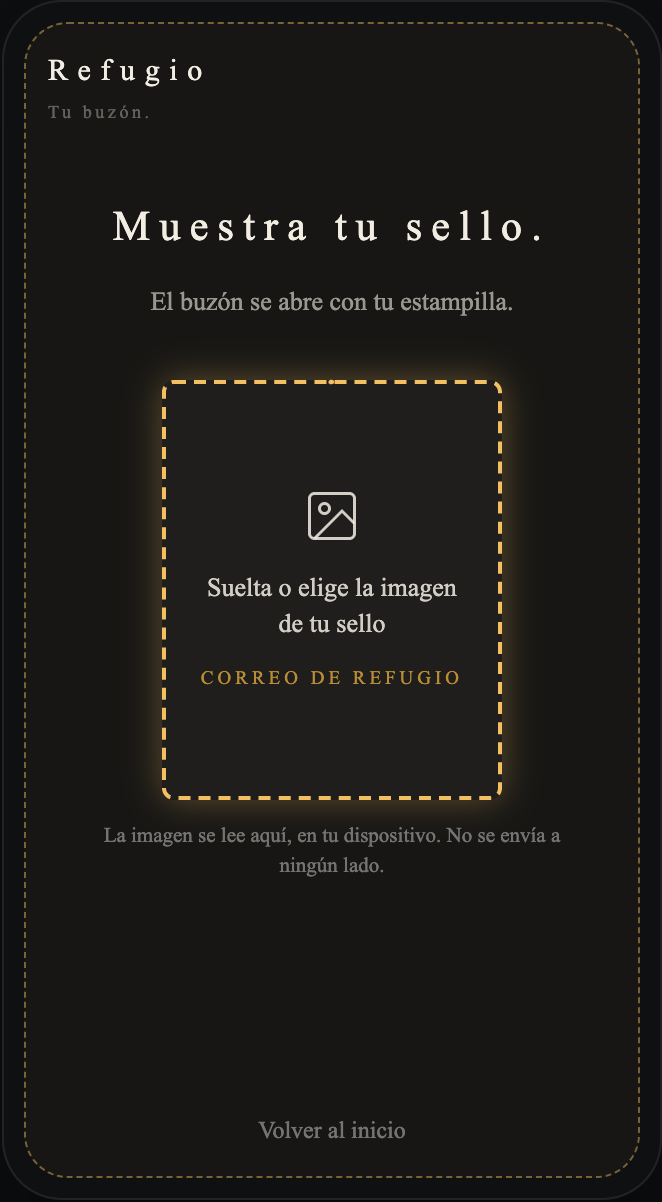 Refugio
Tu buzón.
Muestra tu sello.
El buzón se abre con tu estampilla.
Suelta o elige la imagen
de tu sello
CORREO DE REFUGIO
La imagen se lee aquí, en tu dispositivo. No se envía a
ningún lado.
Volver al inicio